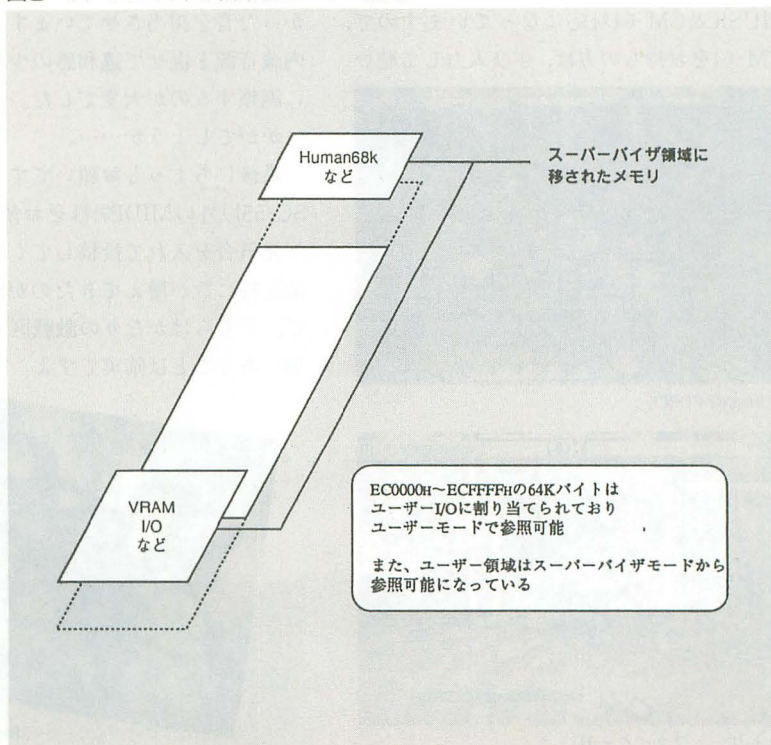 Human68k
など
スーパーバイザ領域に
移されたメモリ
VRAM
I/O
など
EC0000H〜ECFFFFHの64Kバイトは
ユーザーI/Oに割り当てられており
ユーザーモードで参照可能
また、ユーザー領域はスーパーバイザモードから
参照可能になっている